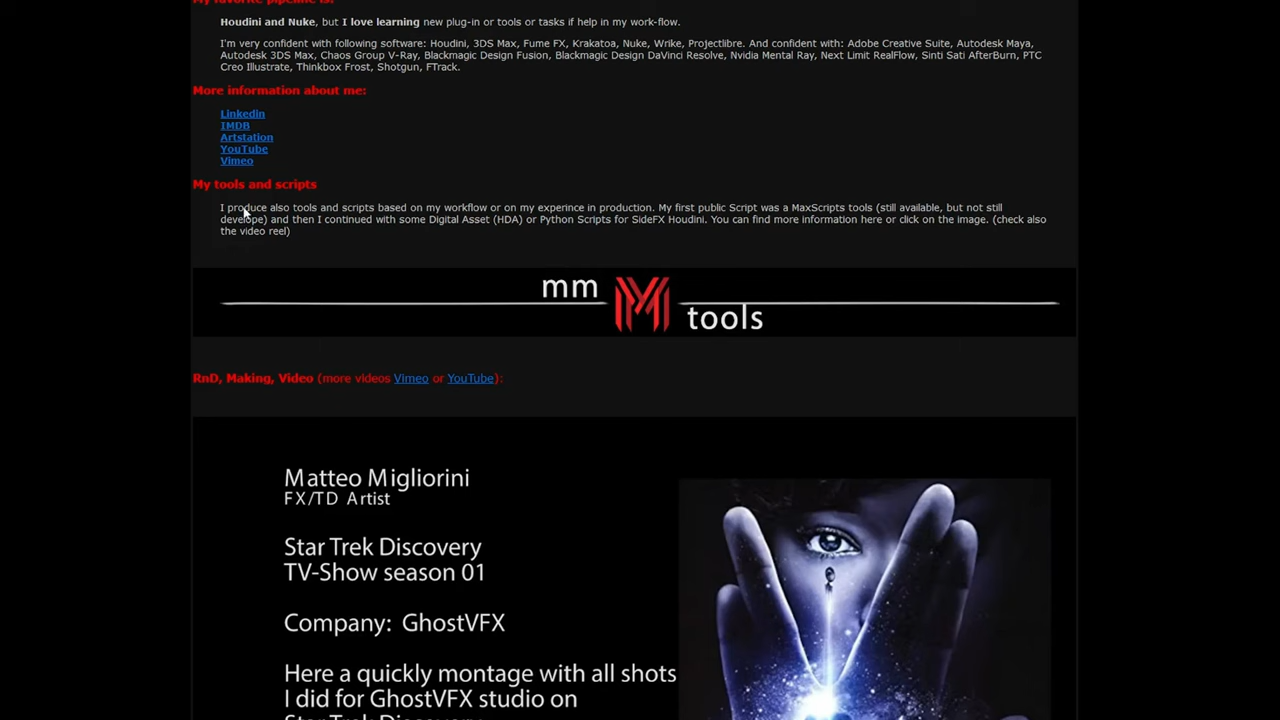 My favorite pipeline is:
Houdini and Nuke, but I love learning new plug-in or tools or tasks if help in my work-flow.
I'm very confident with following software: Houdini, 3DS Max, Fume FX, Krakatoa, Nuke, Wrike, Projectlibre. And confident with: Adobe Creative Suite, Autodesk Maya,
Autodesk 3DS Max, Chaos Group V-Ray, Blackmagic Design Fusion, Blackmagic Design DaVinci Resolve, Nvidia Mental Ray, Next Limit RealFlow, Sinti Sati AfterBurn, PTC
Creo Illustrate, Thinkbox Frost, Shotgun, FTrack.
More information about me:
Linkedin
IMDB
Artstation
YouTube
Vimeo
My tools and scripts
I produce also tools and scripts based on my workflow or on my experince in production. My first public Script was a MaxScripts tools (still available, but not still
develope) and then I continued with some Digital Asset (HDA) or Python Scripts for SideFX Houdini. You can find more information here or click on the image. (check also
the video reel)
mm
tools
RnD, Making, Video (more videos Vimeo or YouTube):
Matteo Migliorini
FX/TD Artist
Star Trek Discovery
TV-Show season 01
Company: GhostVFX
Here a quickly montage with all shots
I did for GhostVFX studio on
Star Trek Discovery